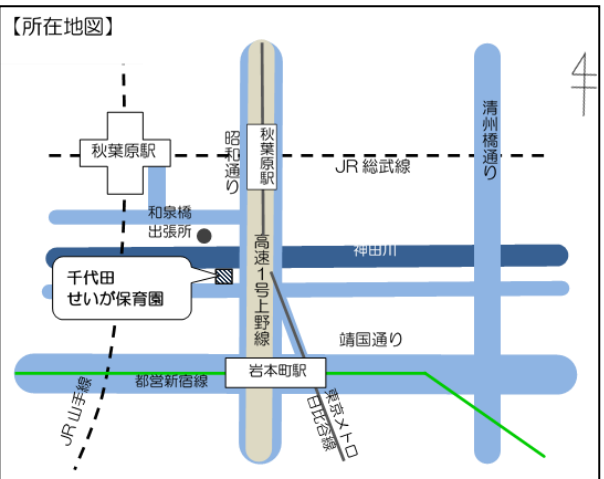 【所在地図】
清州橋通り
秋葉原駅
昭和通り
秋葉原駅
JR 総武線
和泉橋
出張所
高速1号上野線
神田川
千代田
せいが保育園
靖国通り
岩本町駅
都営新宿線
JR山手線
東京メトロ
日比谷線